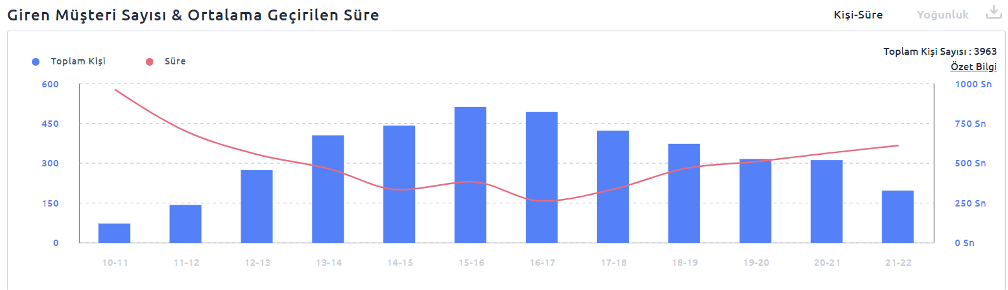 Giren Müşteri Sayısı & Ortalama Geçirilen Süre
Kişi-Süre Yoğunluk
Toplam Kişi Sayısı : 3963
Özet Bilgi
Toplam Kişi Süre
600 1000 Sn
450 750 Sn
300 500 Sn
150 250 Sn
0 0 Sn
10-11 11-12 12-13 13-14 14-15 15-16 16-17 17-18 18-19 19-20 20-21 21-22